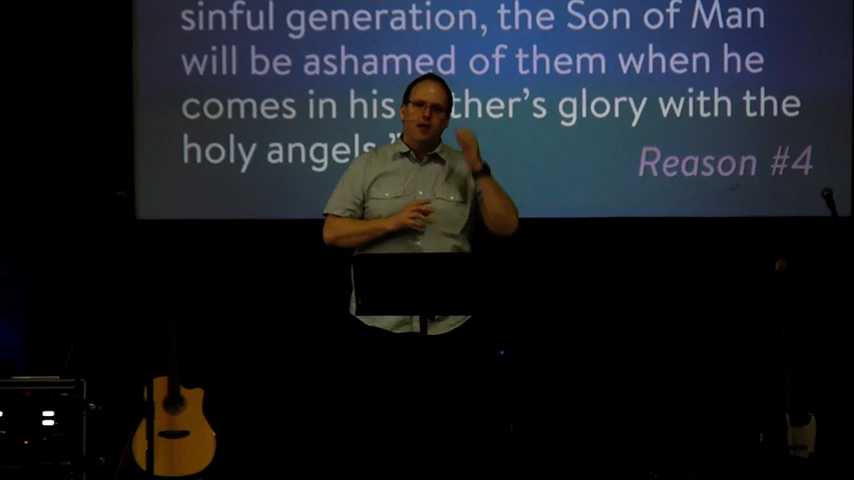 sinful generation, the Son of Man
will be ashamed of them when he
comes in his ther's glory with the
holy angels."
Reason #4